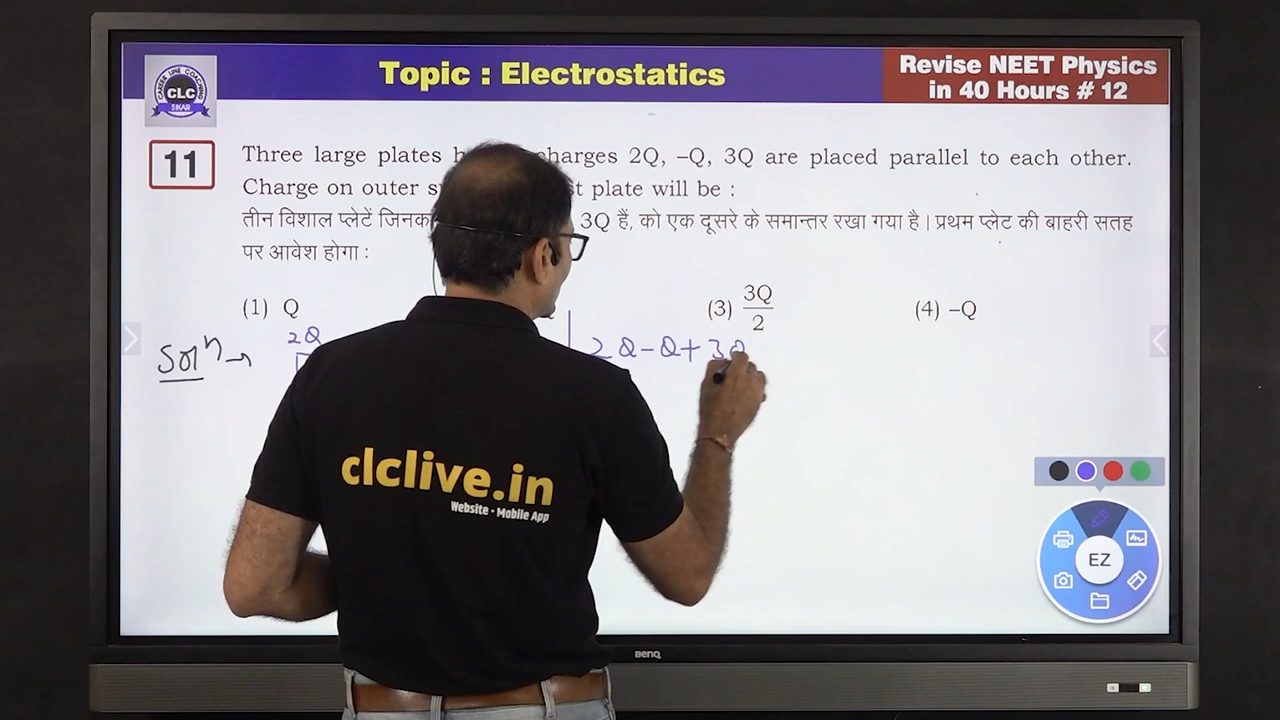 Topic : Electrostatics
Revise NEET Physics
in 40 Hours # 12
CAREER LINE COACHING
CLC
SIKAR
11
Three large plates charges 2Q, –Q, 3Q are placed parallel to each other.
Charge on outer plate will be :
तीन विशाल प्लेटें 3Q हैं, को एक दूसरे के समान्तर रखा गया है । प्रथम प्लेट की बाहरी सतह
पर आवेश होगा :
(1) Q
(3) 3Q/2
(4) –Q
Solⁿ →
2Q
2Q-Q+3Q
clclive.in
Website • Mobile App
EZ
BenQ